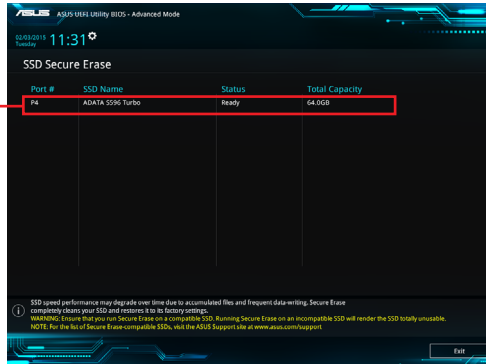 ASUS ASUS UEFI Utility BIOS - Advanced Mode
02/03/2015 11:31
Tuesday
SSD Secure Erase
Port # SSD Name Status Total Capacity
P4 ADATA S596 Turbo Ready 64.0GB
SSD speed performance may degrade over time due to accumulated files and frequent data-writing. Secure Erase
completely cleans your SSD and restores it to its factory settings.
WARNING: Ensure that you run Secure Erase on a compatible SSD. Running Secure Erase on an incompatible SSD will render the SSD totally unusable.
NOTE: For the list of Secure Erase-compatible SSDs, visit the ASUS Support site at www.asus.com/support
Exit